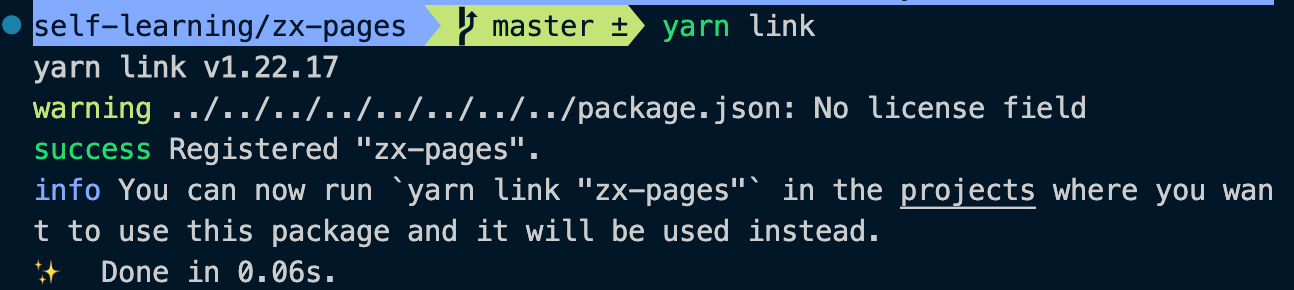 self-learning/zx-pages master ± yarn link
yarn link v1.22.17
warning ../../../../../../../../package.json: No license field
success Registered "zx-pages".
info You can now run `yarn link "zx-pages"` in the projects where you wan
t to use this package and it will be used instead.
✨ Done in 0.06s.